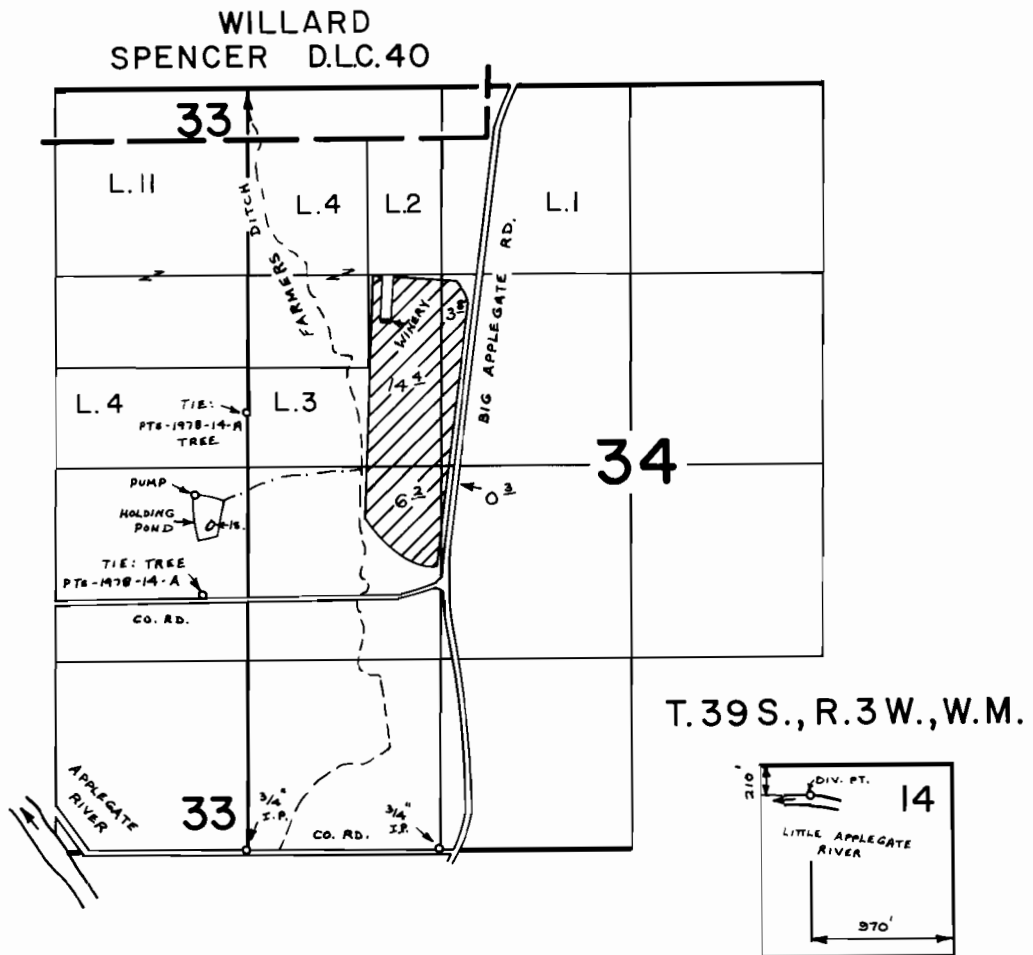 WILLARD
SPENCER D.L.C. 40
33
L. 11
L. 4
L. 2
L. 1
DITCH
FARMERS
BIG APPLEGATE RD.
WINERY
3
14 4
L. 4
L. 3
TIE:
PTS-1978-14-A
TREE
34
PUMP
HOLDING
POND
6 2
0 3
TIE: TREE
PTS-1978-14-A
CO. RD.
T. 39 S., R. 3 W., W.M.
APPLEGATE
RIVER
33
3/4"
I.P.
CO. RD.
3/4"
I.P.
210'
DIV. PT.
14
LITTLE APPLEGATE
RIVER
970'